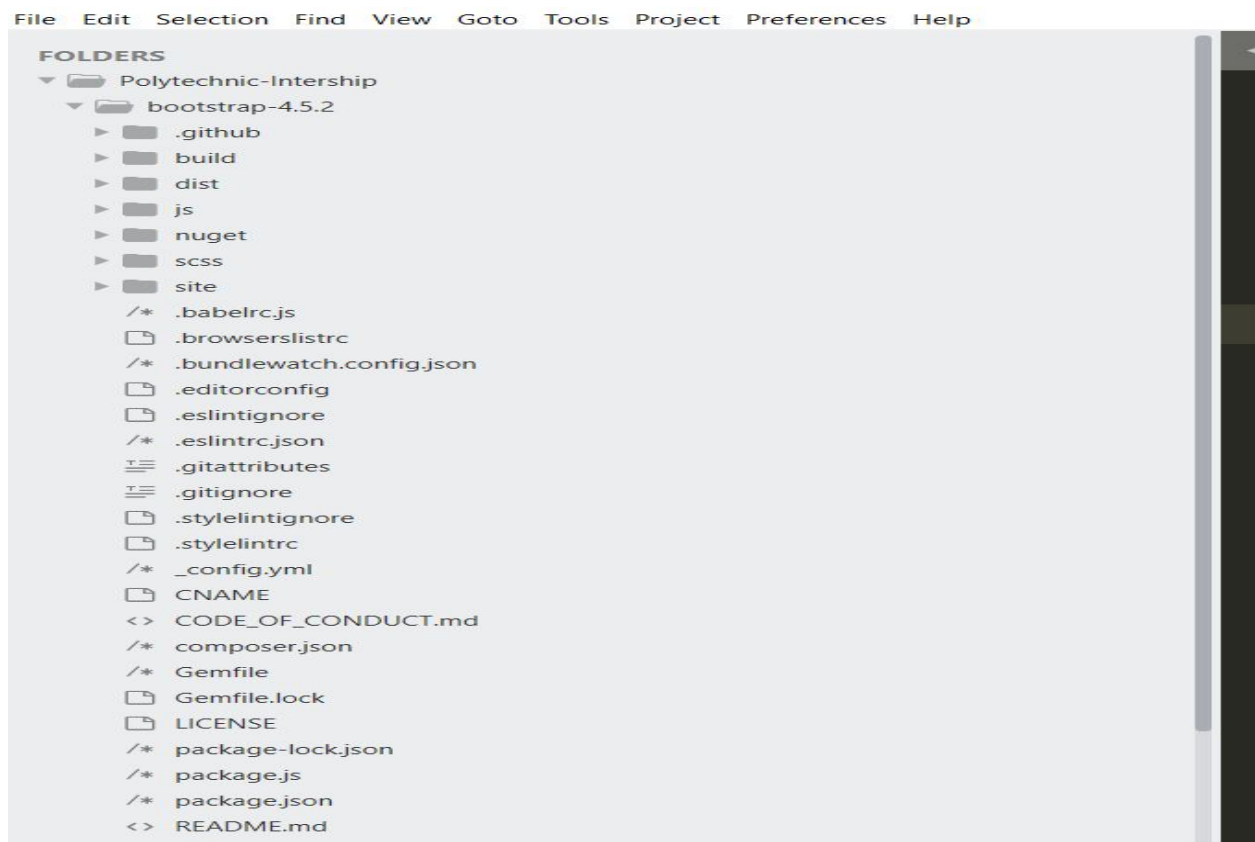 File Edit Selection Find View Goto Tools Project Preferences Help
FOLDERS
Polytechnic-Intership
bootstrap-4.5.2
.github
build
dist
js
nuget
scss
site
.babelrc.js
.browserslistrc
.bundlewatch.config.json
.editorconfig
.eslintignore
.eslintrc.json
.gitattributes
.gitignore
.stylelintignore
.stylelintrc
_config.yml
CNAME
CODE_OF_CONDUCT.md
composer.json
Gemfile
Gemfile.lock
LICENSE
package-lock.json
package.js
package.json
README.md